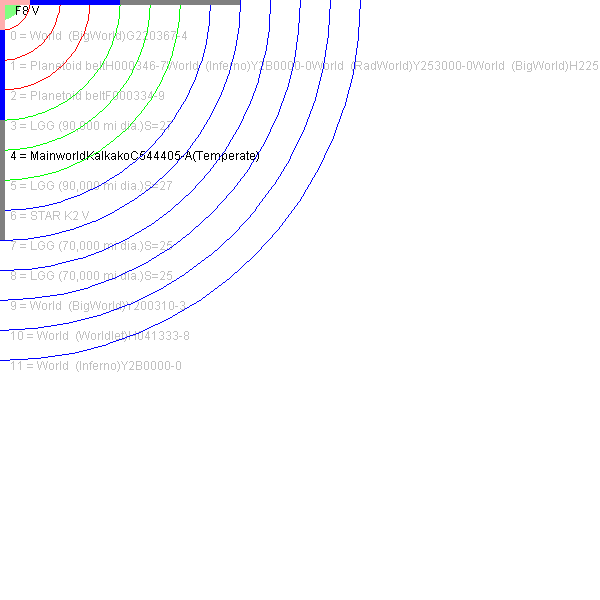 F8 V
0 = World  (BigWorld)G220367-4
1 = Planetoid beltH000346-7World  (Inferno)Y2B0000-0World  (RadWorld)Y253000-0World  (BigWorld)H225
2 = Planetoid beltF000334-9
3 = LGG (90,900 mi dia.)S=27
4 = MainworldKalkakoC544405-A(Temperate)
5 = LGG (90,000 mi dia.)S=27
6 = STAR K2 V
7 = LGG (70,000 mi dia.)S=25
8 = LGG (70,000 mi dia.)S=25
9 = World  (BigWorld)Y200310-3
10 = World  (Worldlet)H041333-8
11 = World  (Inferno)Y2B0000-0